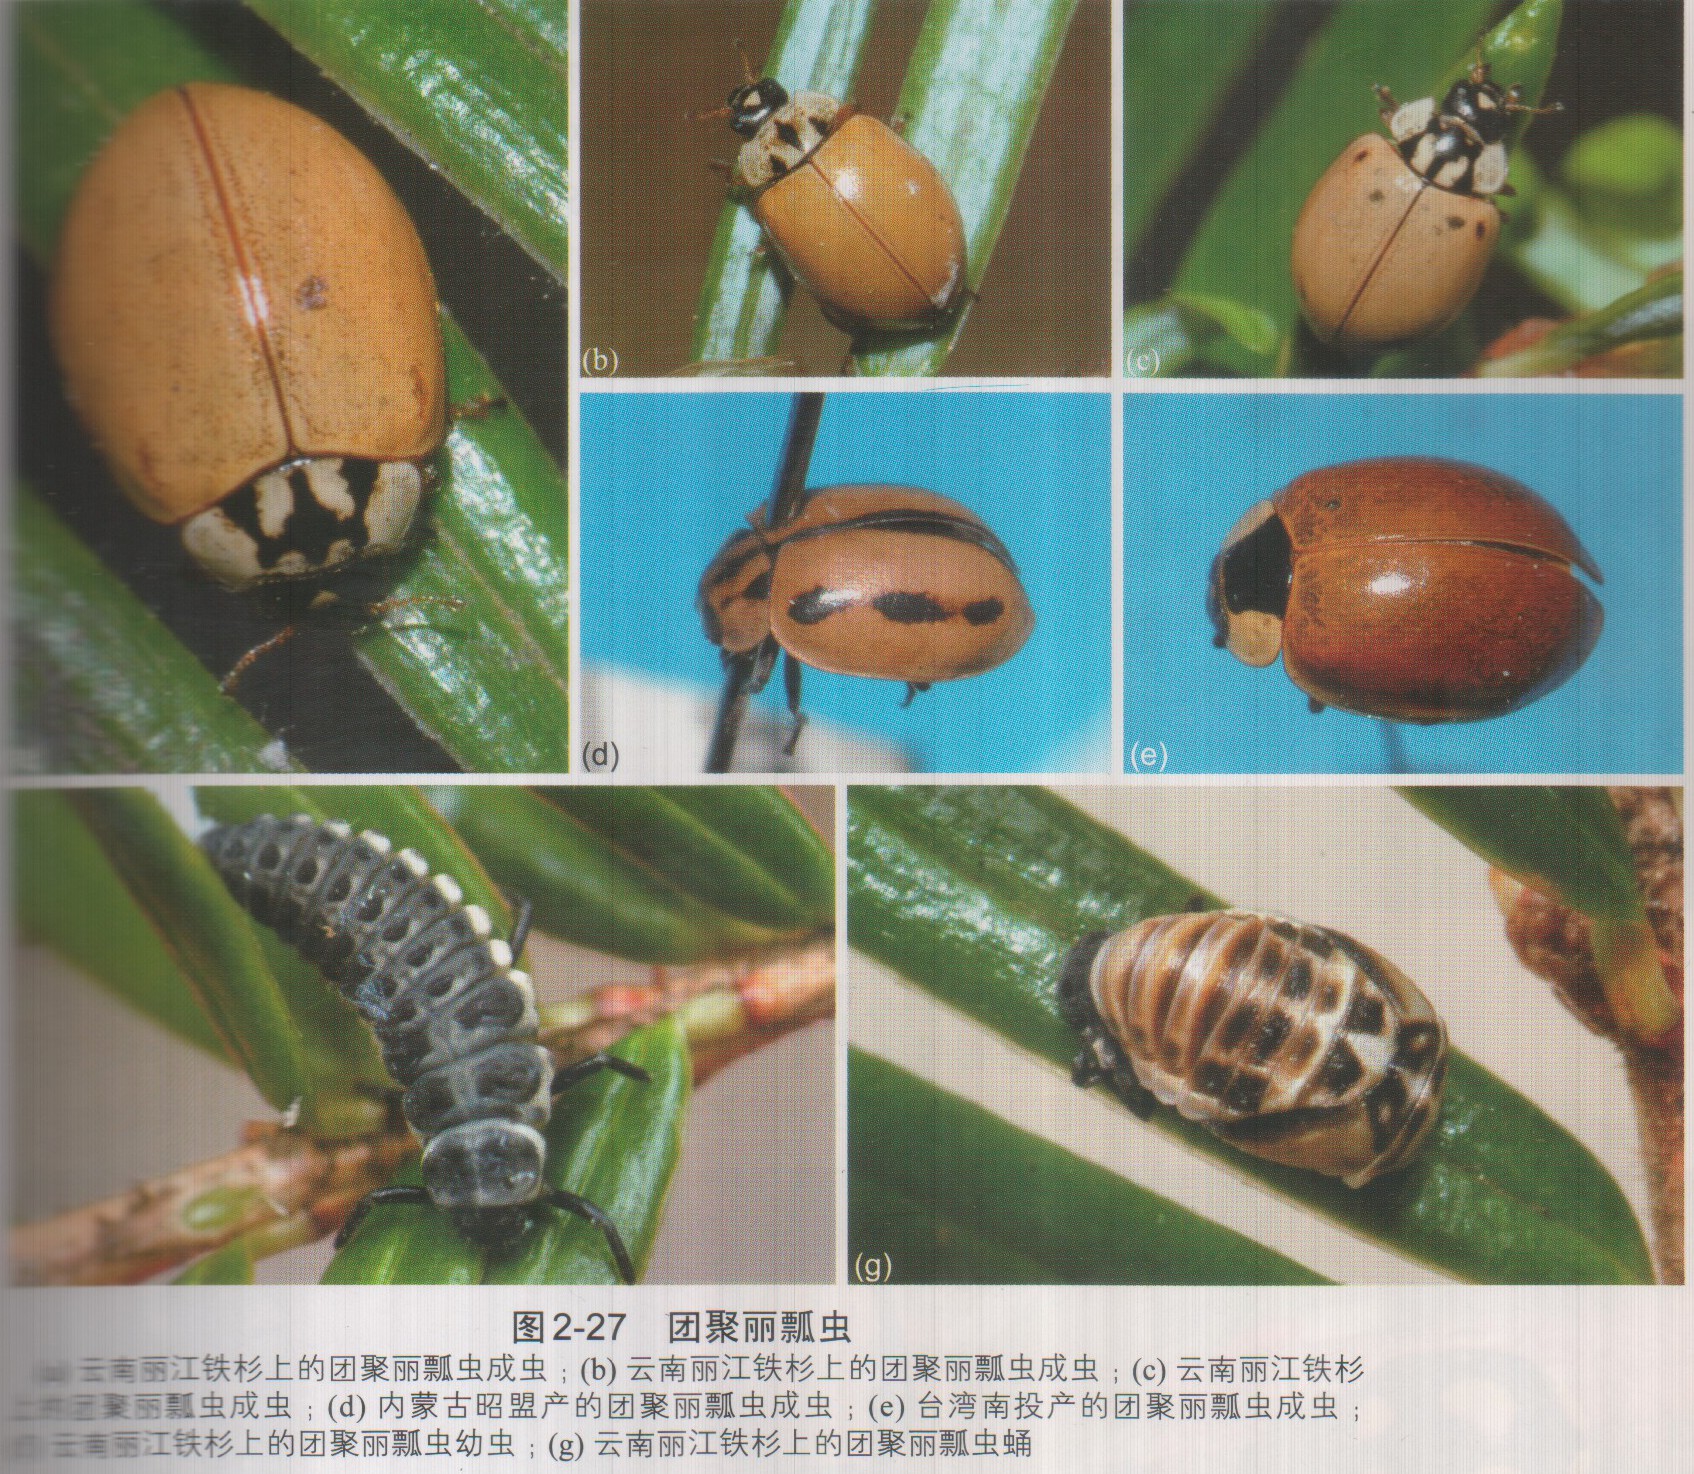 (b)
(c)
(d)
(e)
(g)
图2-27 团聚丽瓢虫
(a) 云南丽江铁杉上的团聚丽瓢虫成虫；(b) 云南丽江铁杉上的团聚丽瓢虫成虫；(c) 云南丽江铁杉
上的团聚丽瓢虫成虫；(d) 内蒙古昭盟产的团聚丽瓢虫成虫；(e) 台湾南投产的团聚丽瓢虫成虫；
云南丽江铁杉上的团聚丽瓢虫幼虫；(g) 云南丽江铁杉上的团聚丽瓢虫蛹